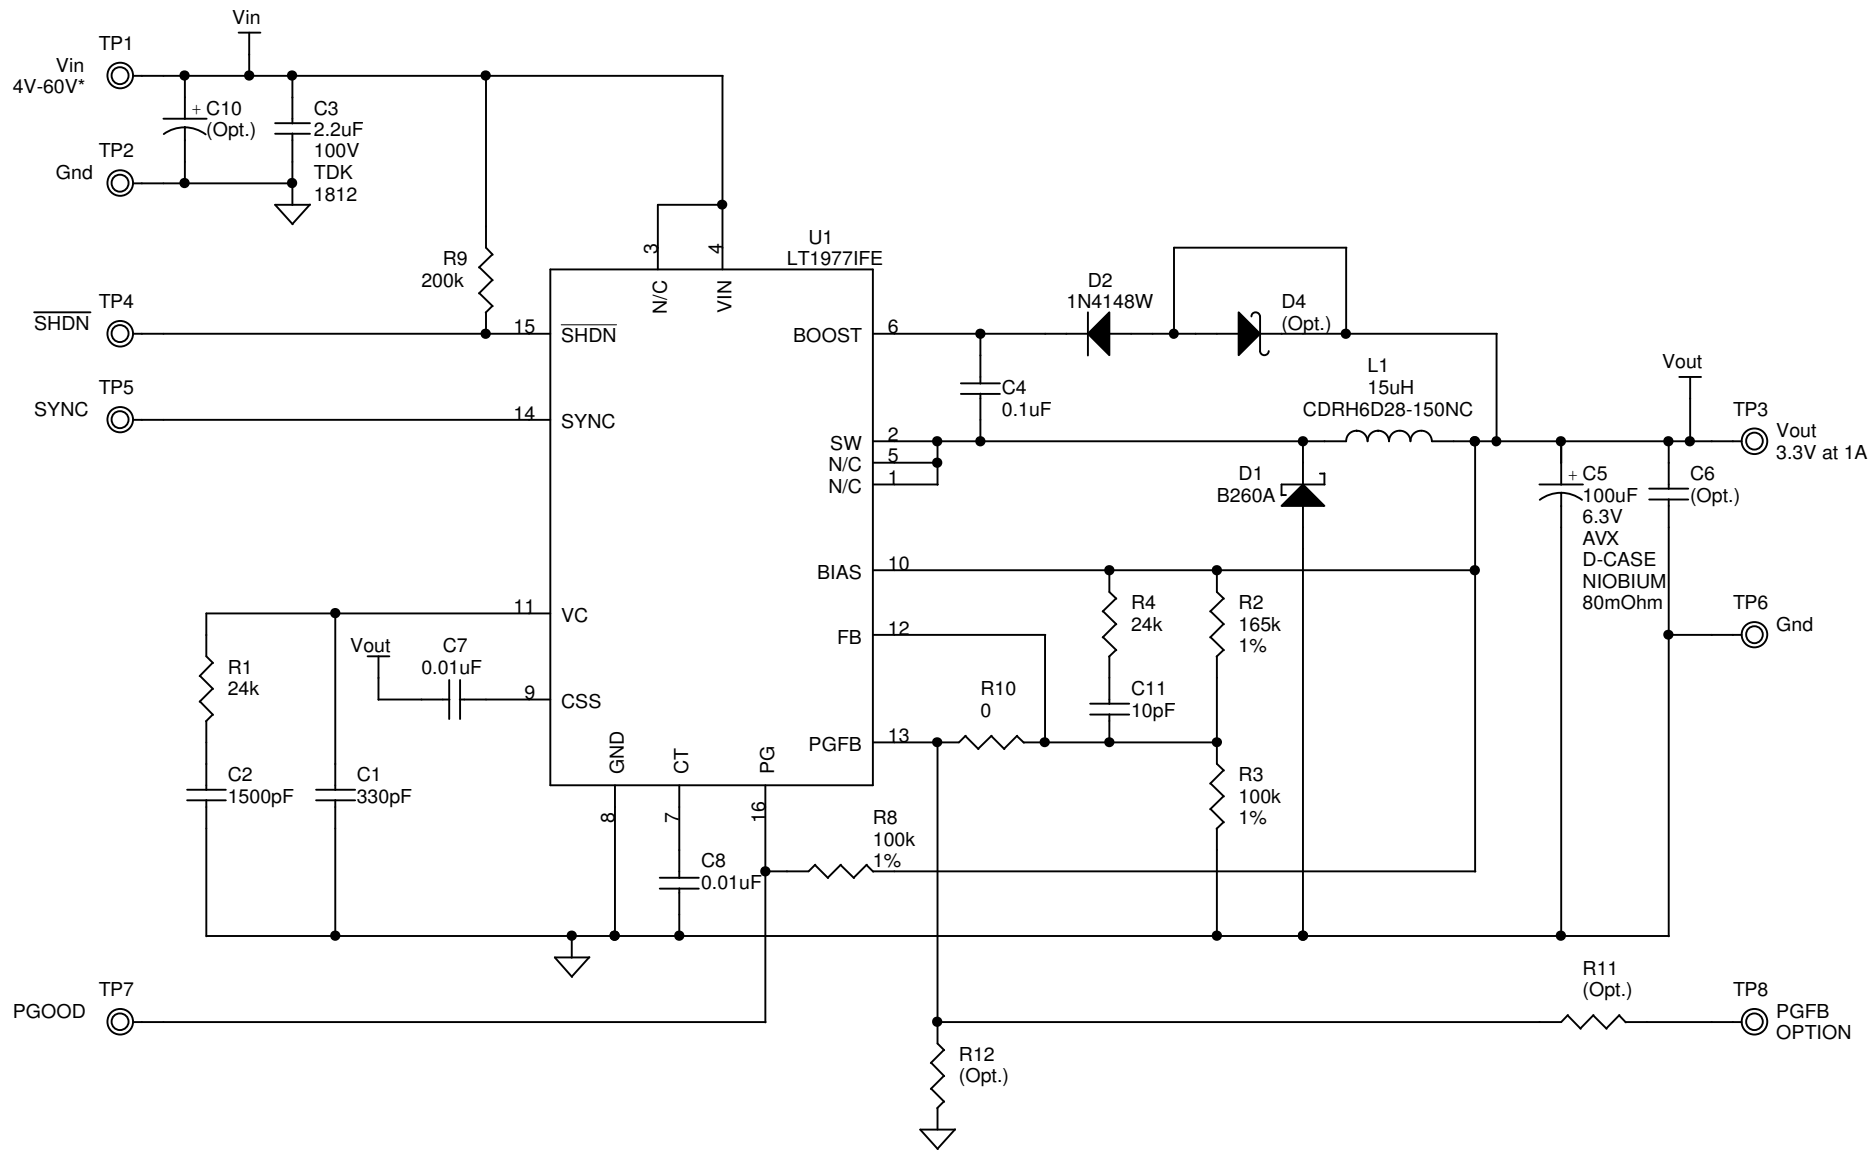 Vin
TP1
Vin
4V-60V*
+ C10
(Opt.)
C3
2.2uF
100V
TDK
1812
TP2
Gnd
R9
200k
TP4
SHDN
TP5
SYNC
U1
LT1977IFE
3
4
N/C
VIN
15
SHDN
14
SYNC
BOOST
6
SW
2
N/C
5
N/C
1
BIAS
10
FB
12
PGFB
13
11
VC
9
CSS
GND
CT
PG
8
7
16
D2
1N4148W
D4
(Opt.)
C4
0.1uF
L1
15uH
CDRH6D28-150NC
Vout
TP3
Vout
3.3V at 1A
D1
B260A
+ C5
100uF
6.3V
AVX
D-CASE
NIOBIUM
80mOhm
C6
(Opt.)
TP6
Gnd
R4
24k
R2
165k
1%
Vout
C7
0.01uF
R1
24k
R10
0
C11
10pF
C2
1500pF
C1
330pF
R3
100k
1%
R8
100k
1%
C8
0.01uF
TP7
PGOOD
R11
(Opt.)
TP8
PGFB
OPTION
R12
(Opt.)